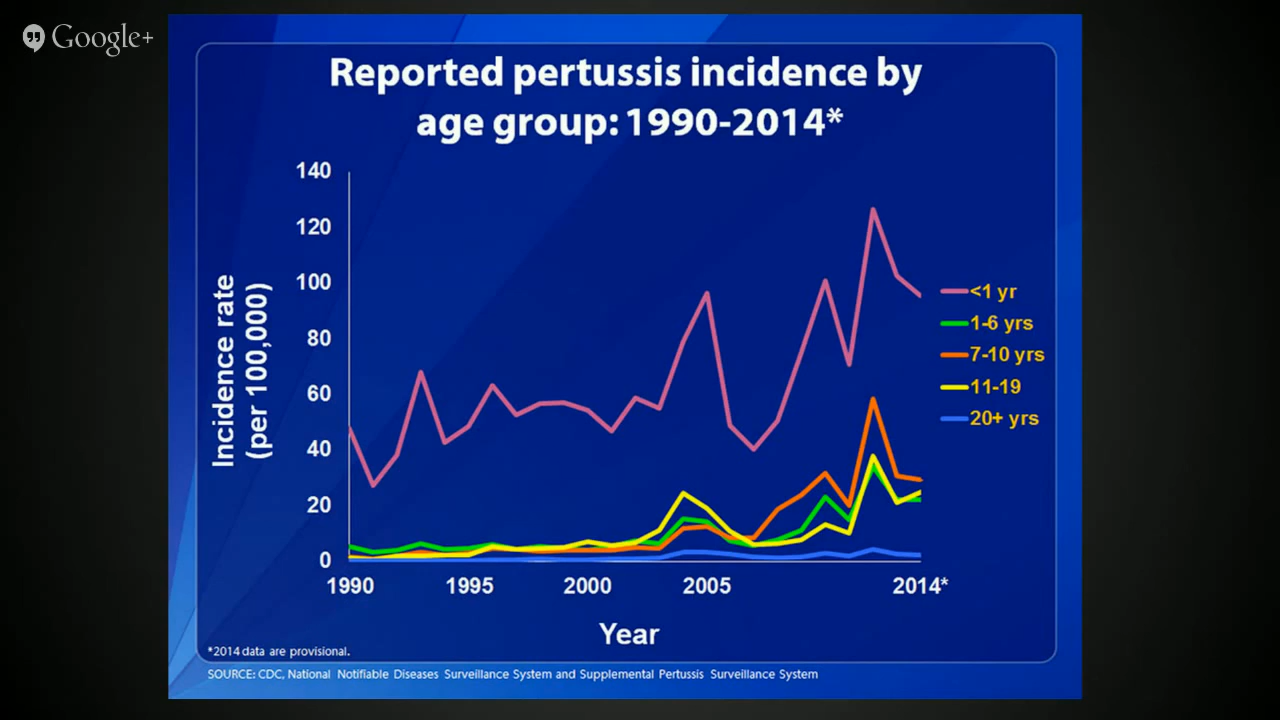 Google+
Reported pertussis incidence by
age group: 1990-2014*
Incidence rate
(per 100,000)
140
120
100
80
60
40
20
0
1990
1995
2000
2005
2014*
Year
<1 yr
1-6 yrs
7-10 yrs
11-19
20+ yrs
*2014 data are provisional.
SOURCE: CDC, National Notifiable Diseases Surveillance System and Supplemental Pertussis Surveillance System